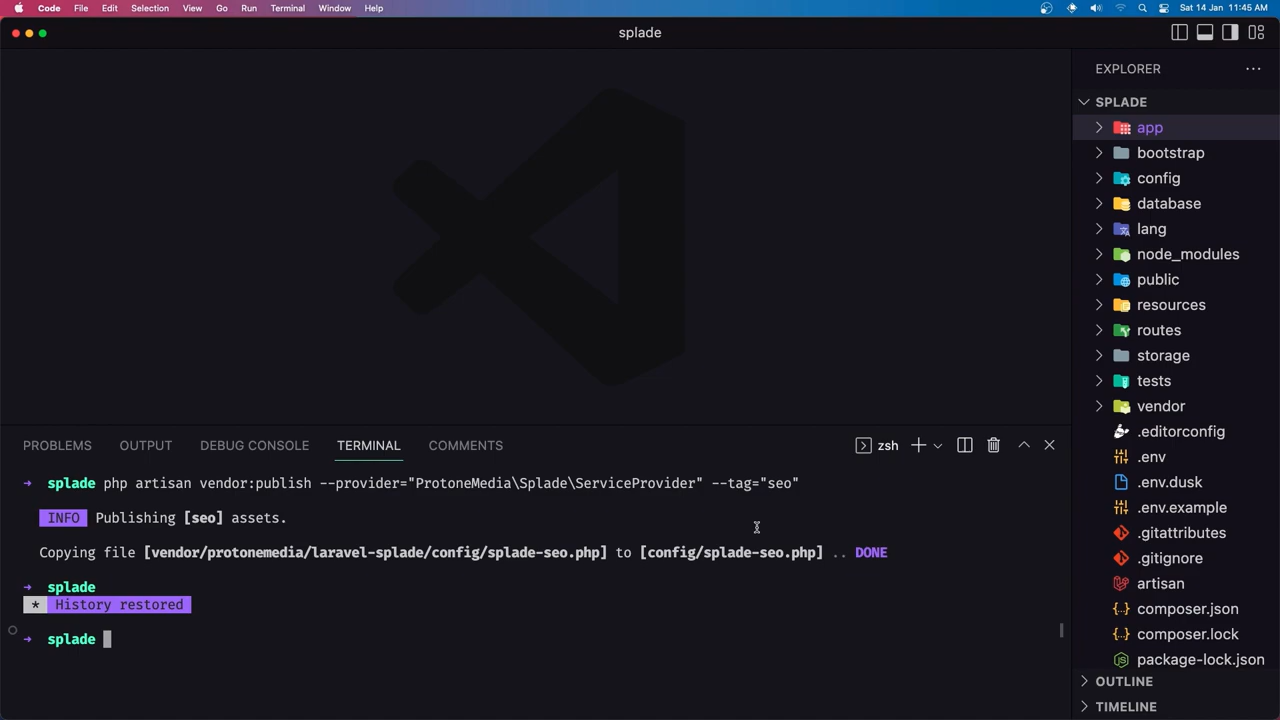 Code File Edit Selection View Go Run Terminal Window Help Sat 14 Jan 11:45 AM
splade
EXPLORER
SPLADE
app
bootstrap
config
database
lang
node_modules
public
resources
routes
storage
tests
vendor
.editorconfig
.env
.env.dusk
.env.example
.gitattributes
.gitignore
artisan
composer.json
composer.lock
package-lock.json
OUTLINE
TIMELINE
PROBLEMS OUTPUT DEBUG CONSOLE TERMINAL COMMENTS zsh
→ splade php artisan vendor:publish --provider="ProtoneMedia\Splade\ServiceProvider" --tag="seo"
INFO Publishing [seo] assets.
Copying file [vendor/protonemedia/laravel-splade/config/splade-seo.php] to [config/splade-seo.php] .. DONE
→ splade
* History restored
→ splade